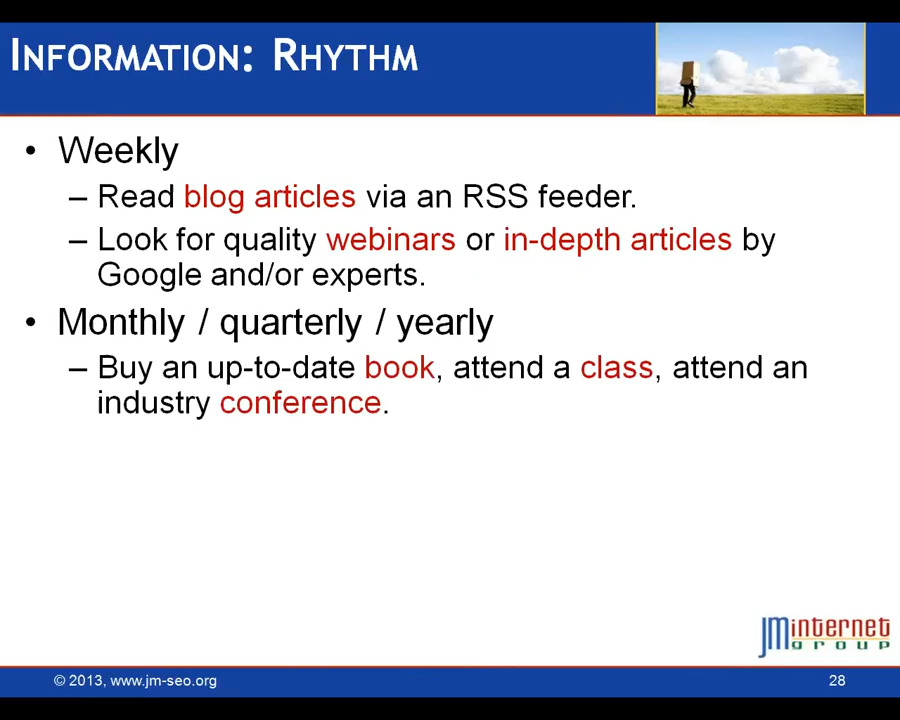 INFORMATION: RHYTHM
• Weekly
– Read blog articles via an RSS feeder.
– Look for quality webinars or in-depth articles by
Google and/or experts.
• Monthly / quarterly / yearly
– Buy an up-to-date book, attend a class, attend an
industry conference.
JMinternet
group
© 2013, www.jm-seo.org
28